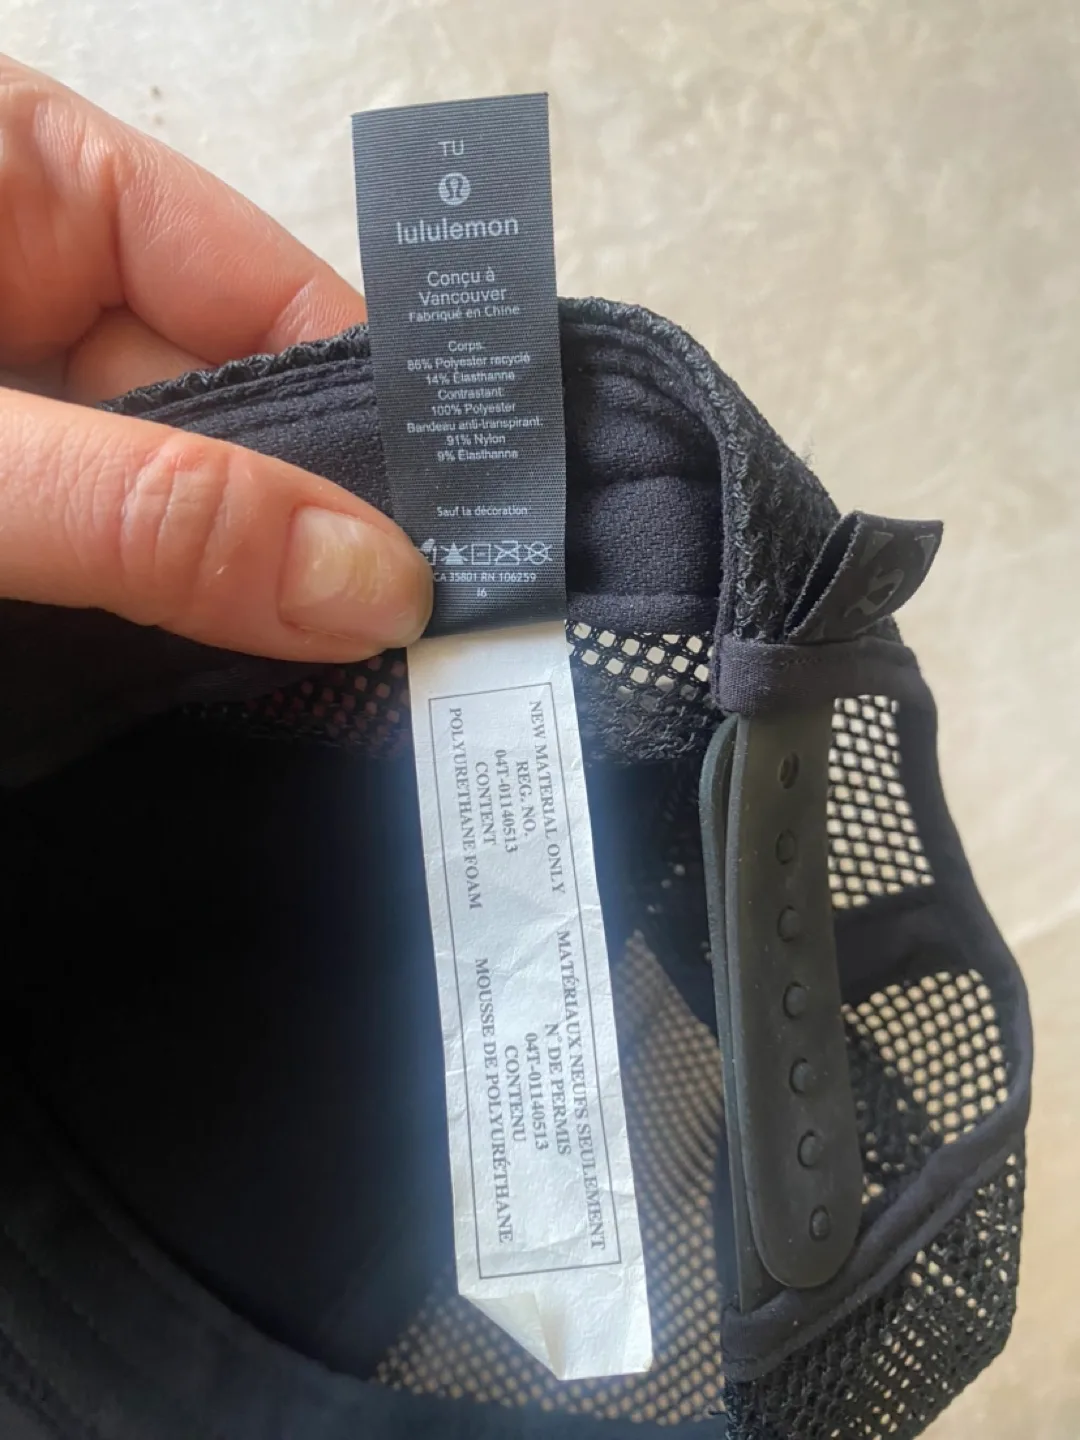 TU
lululemon
Conçu à
Vancouver
Fabriqué en Chine
Corps:
86% Polyester recyclé
14% Élasthanne
Contrastant:
100% Polyester
Bandeau anti-transpirant:
91% Nylon
9% Élasthanne
Sauf la décoration
CA 35801 RN 106259
16
NEW MATERIAL ONLY
REG. NO.
04T-01140513
CONTENT
POLYURETHANE FOAM
MATÉRIAUX NEUFS SEULEMENT
N° DE PERMIS
04T-01140513
CONTENU
MOUSSE DE POLYURÉTHANE